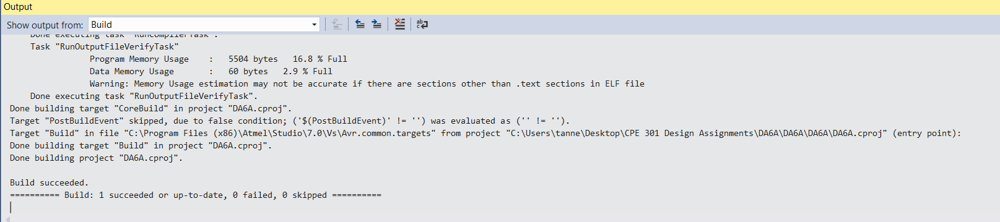 Output
Show output from: Build
Done executing task "RunCompilerTask".
Task "RunOutputFileVerifyTask"
Program Memory Usage : 5504 bytes 16.8 % Full
Data Memory Usage : 60 bytes 2.9 % Full
Warning: Memory Usage estimation may not be accurate if there are sections other than .text sections in ELF file
Done executing task "RunOutputFileVerifyTask".
Done building target "CoreBuild" in project "DA6A.cproj".
Target "PostBuildEvent" skipped, due to false condition; ('$(PostBuildEvent)' != '') was evaluated as ('' != '').
Target "Build" in file "C:\Program Files (x86)\Atmel\Studio\7.0\Vs\Avr.common.targets" from project "C:\Users\tanne\Desktop\CPE 301 Design Assignments\DA6A\DA6A\DA6A\DA6A.cproj" (entry point):
Done building target "Build" in project "DA6A.cproj".
Done building project "DA6A.cproj".
Build succeeded.
========== Build: 1 succeeded or up-to-date, 0 failed, 0 skipped ==========